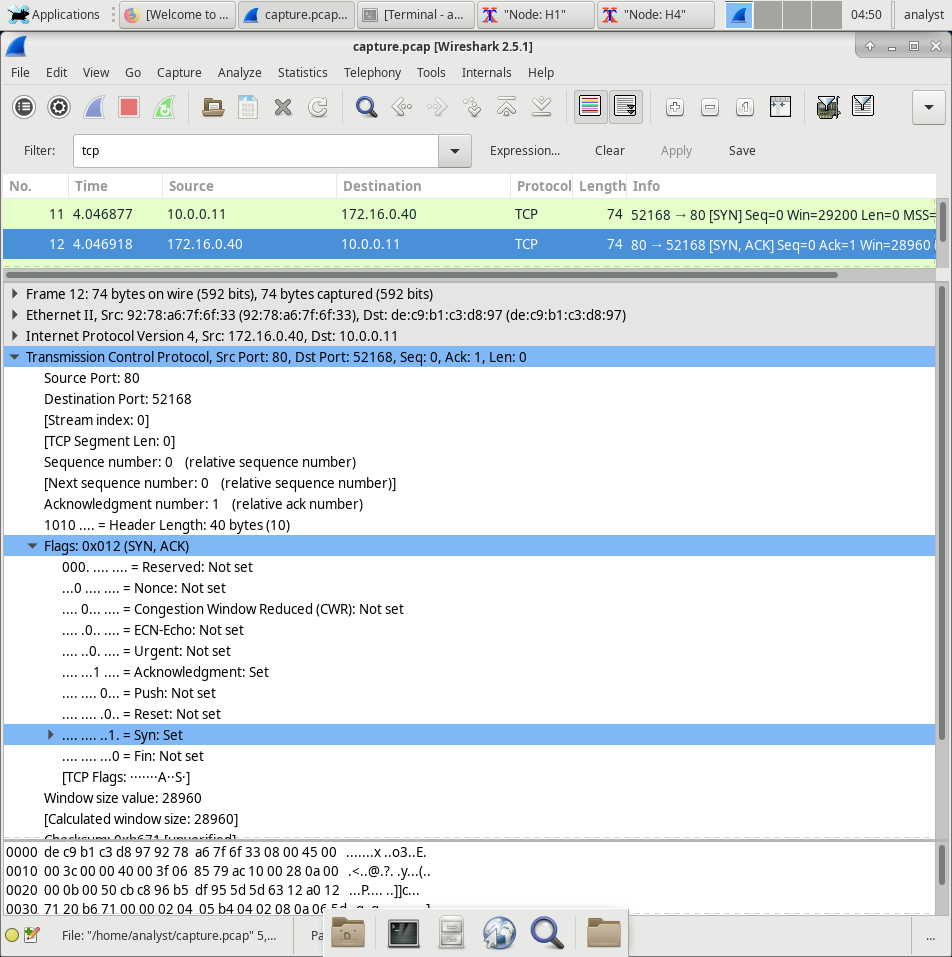 Applications [Welcome to ... capture.pcap... [Terminal - a... "Node: H1" "Node: H4" 04:50 analyst
capture.pcap [Wireshark 2.5.1]
File Edit View Go Capture Analyze Statistics Telephony Tools Internals Help
Filter: tcp Expression... Clear Apply Save
No. Time Source Destination Protocol Length Info
11 4.046877 10.0.0.11 172.16.0.40 TCP 74 52168 → 80 [SYN] Seq=0 Win=29200 Len=0 MSS=
12 4.046918 172.16.0.40 10.0.0.11 TCP 74 80 → 52168 [SYN, ACK] Seq=0 Ack=1 Win=28960
Frame 12: 74 bytes on wire (592 bits), 74 bytes captured (592 bits)
Ethernet II, Src: 92:78:a6:7f:6f:33 (92:78:a6:7f:6f:33), Dst: de:c9:b1:c3:d8:97 (de:c9:b1:c3:d8:97)
Internet Protocol Version 4, Src: 172.16.0.40, Dst: 10.0.0.11
Transmission Control Protocol, Src Port: 80, Dst Port: 52168, Seq: 0, Ack: 1, Len: 0
Source Port: 80
Destination Port: 52168
[Stream index: 0]
[TCP Segment Len: 0]
Sequence number: 0 (relative sequence number)
[Next sequence number: 0 (relative sequence number)]
Acknowledgment number: 1 (relative ack number)
1010 .... = Header Length: 40 bytes (10)
Flags: 0x012 (SYN, ACK)
000. .... .... = Reserved: Not set
...0 .... .... = Nonce: Not set
.... 0... .... = Congestion Window Reduced (CWR): Not set
.... .0.. .... = ECN-Echo: Not set
.... ..0. .... = Urgent: Not set
.... ...1 .... = Acknowledgment: Set
.... .... 0... = Push: Not set
.... .... .0.. = Reset: Not set
.... .... ..1. = Syn: Set
.... .... ...0 = Fin: Not set
[TCP Flags: ·······A··S·]
Window size value: 28960
[Calculated window size: 28960]
Checksum: 0xb671 [unverified]
0000 de c9 b1 c3 d8 97 92 78 a6 7f 6f 33 08 00 45 00 .......x ..o3..E.
0010 00 3c 00 00 40 00 3f 06 85 79 ac 10 00 28 0a 00 .<..@.?. .y...(..
0020 00 0b 00 50 cb c8 96 b5 df 95 5d 5d 63 12 a0 12 ...P.... ..]]c...
0030 71 20 b6 71 00 00 02 04 05 b4 04 02 08 0a 06 5d
File: "/home/analyst/capture.pcap" 5,... Pa ...